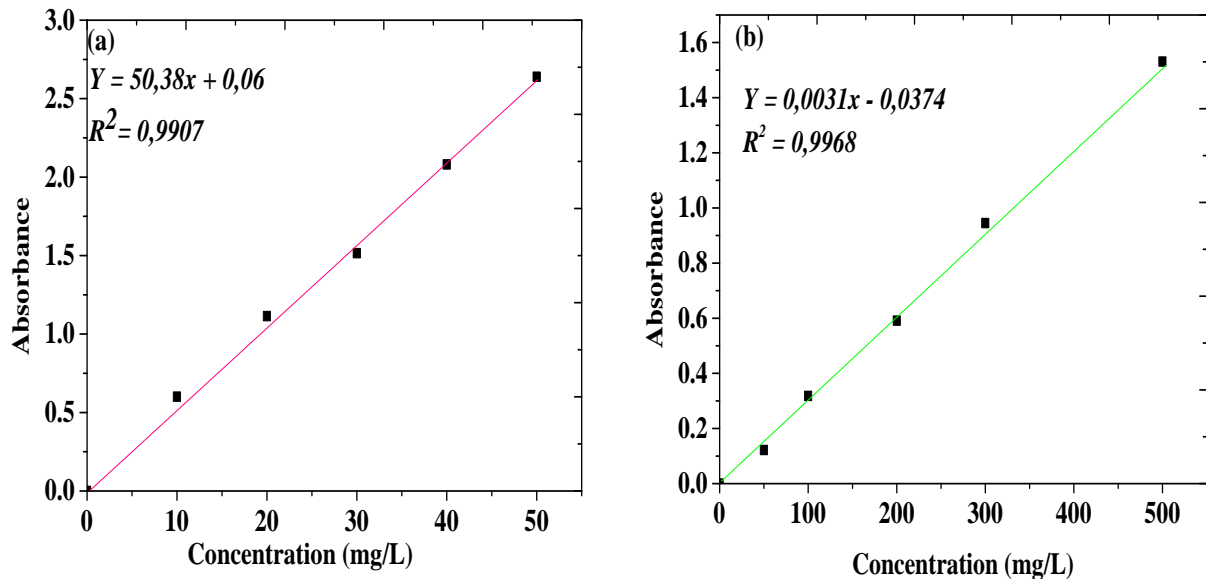 (a)
Y = 50,38x + 0,06
R² = 0,9907
3.0
2.5
2.0
1.5
1.0
0.5
0.0
Absorbance
0 10 20 30 40 50
Concentration (mg/L)
(b)
Y = 0,0031x - 0,0374
R² = 0,9968
1.6
1.4
1.2
1.0
0.8
0.6
0.4
0.2
0.0
Absorbance
0 100 200 300 400 500
Concentration (mg/L)